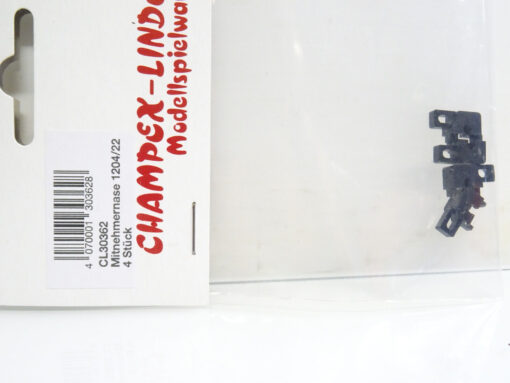 CHAMPEX-LINDE
Modellspielwa
CL30362
Mitnehmernase 1204/22
4 Stück
4 070001 303628